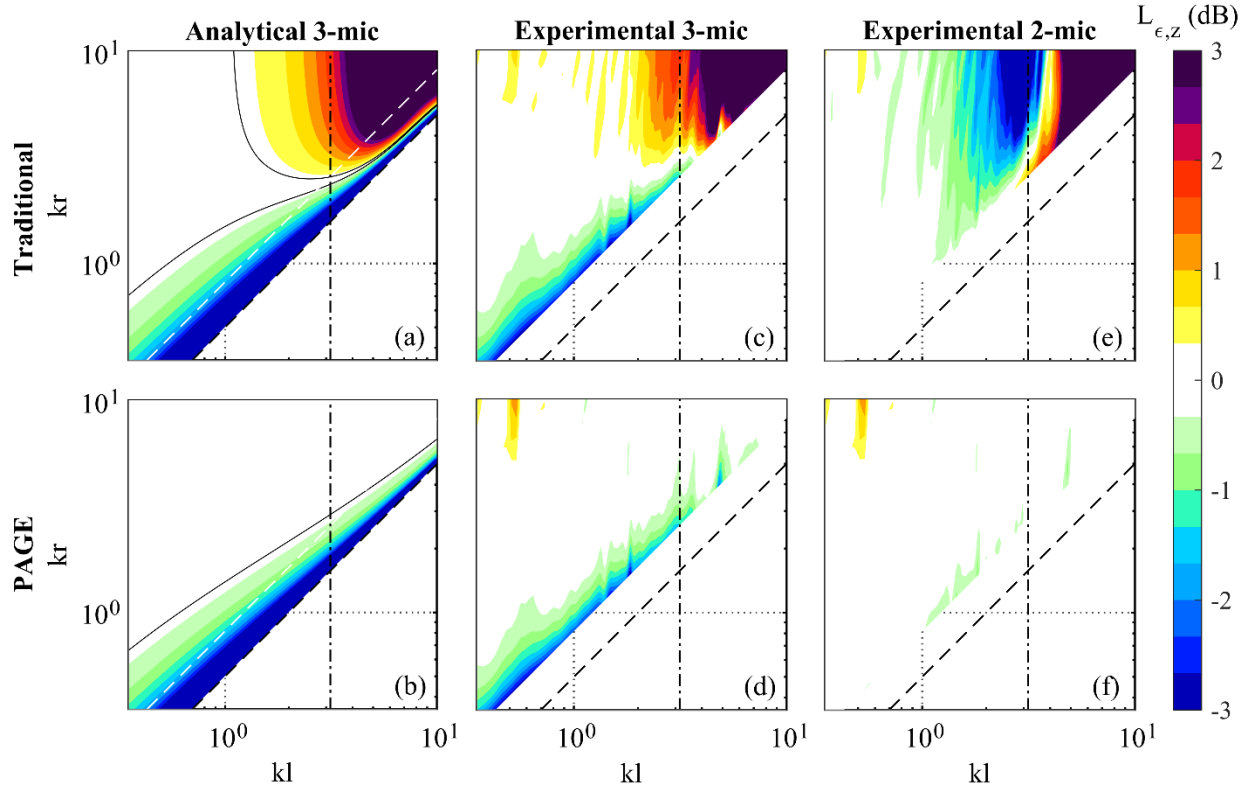 Analytical 3-mic
Experimental 3-mic
Experimental 2-mic
L_{ϵ,z} (dB)
Traditional
kr
10^1
10^0
(a)
(c)
(e)
3
2
1
0
-1
-2
-3
PAGE
kr
10^1
10^0
(b)
(d)
(f)
10^0 10^1
10^0 10^1
10^0 10^1
kl
kl
kl